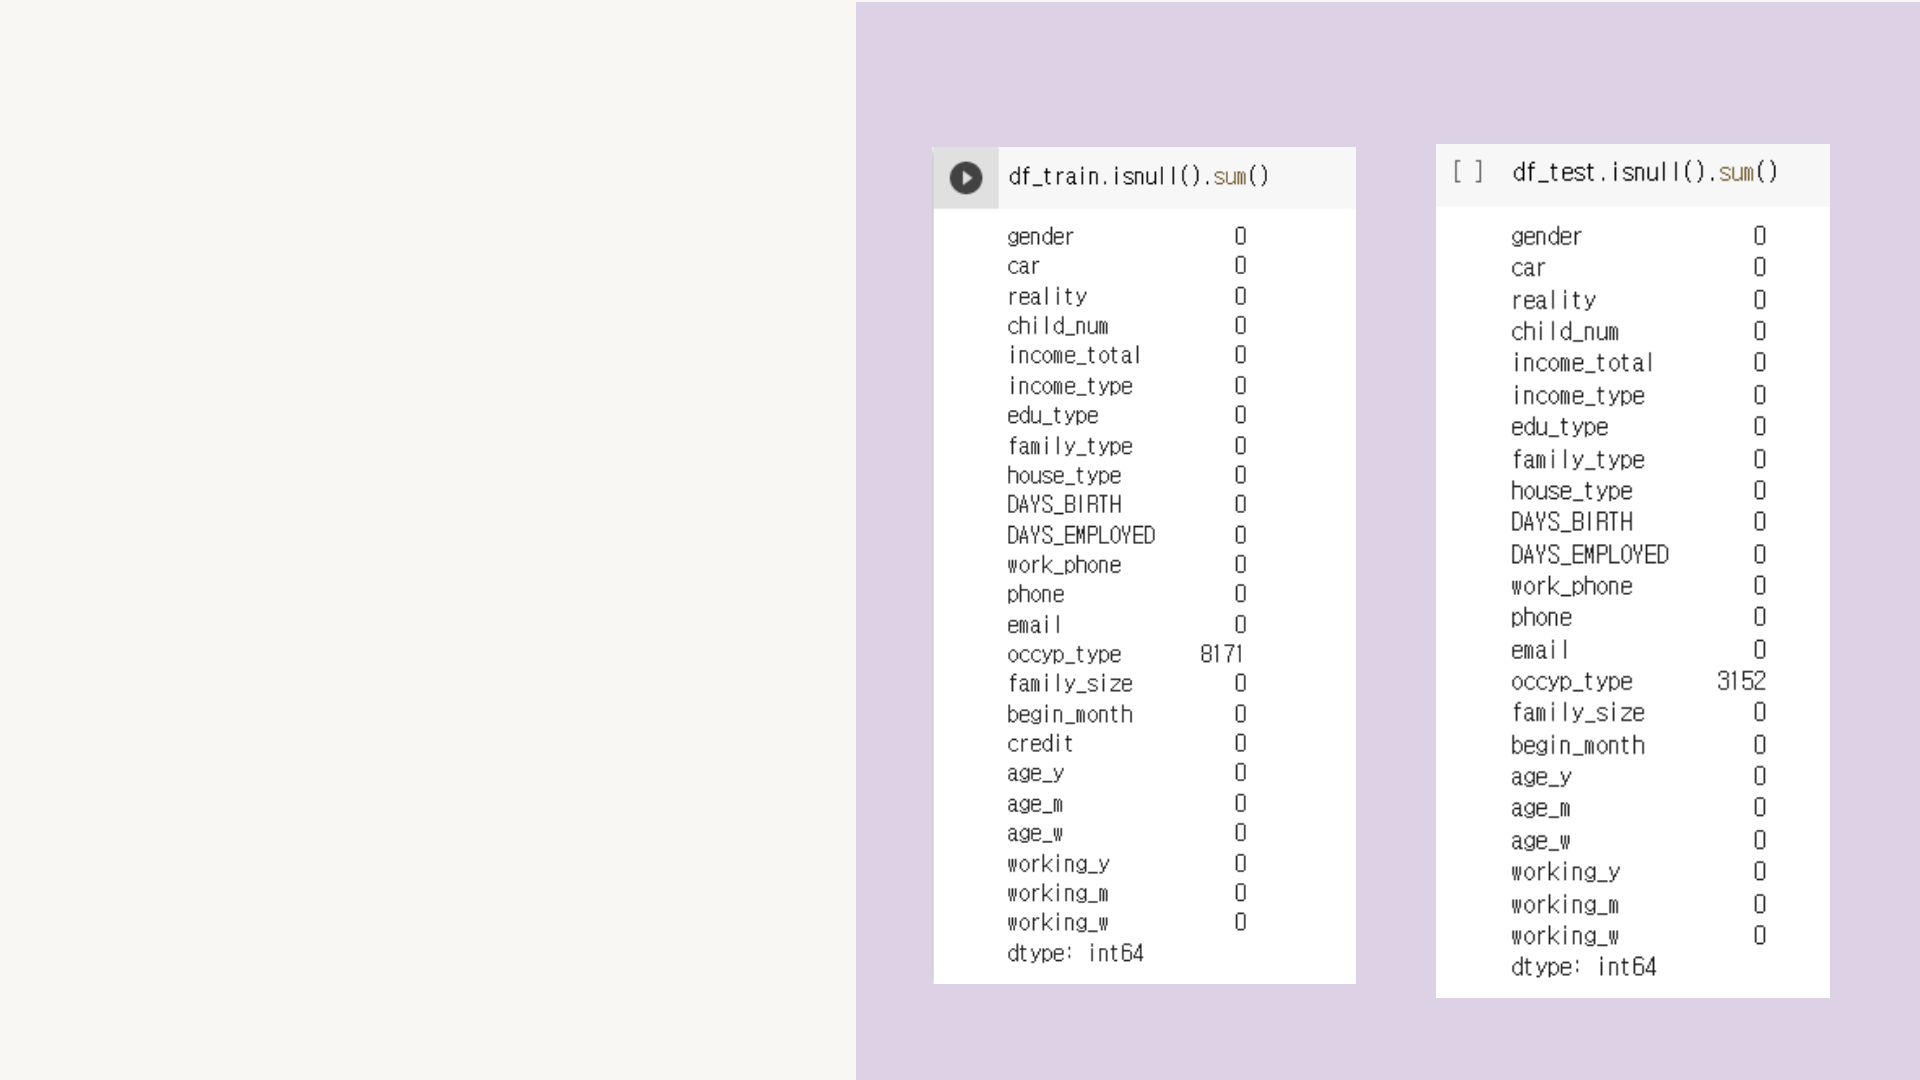 df_train.isnull().sum()
gender 0
car 0
reality 0
child_num 0
income_total 0
income_type 0
edu_type 0
family_type 0
house_type 0
DAYS_BIRTH 0
DAYS_EMPLOYED 0
work_phone 0
phone 0
email 0
occyp_type 8171
family_size 0
begin_month 0
credit 0
age_y 0
age_m 0
age_w 0
working_y 0
working_m 0
working_w 0
dtype: int64
[ ] df_test.isnull().sum()
gender 0
car 0
reality 0
child_num 0
income_total 0
income_type 0
edu_type 0
family_type 0
house_type 0
DAYS_BIRTH 0
DAYS_EMPLOYED 0
work_phone 0
phone 0
email 0
occyp_type 3152
family_size 0
begin_month 0
age_y 0
age_m 0
age_w 0
working_y 0
working_m 0
working_w 0
dtype: int64